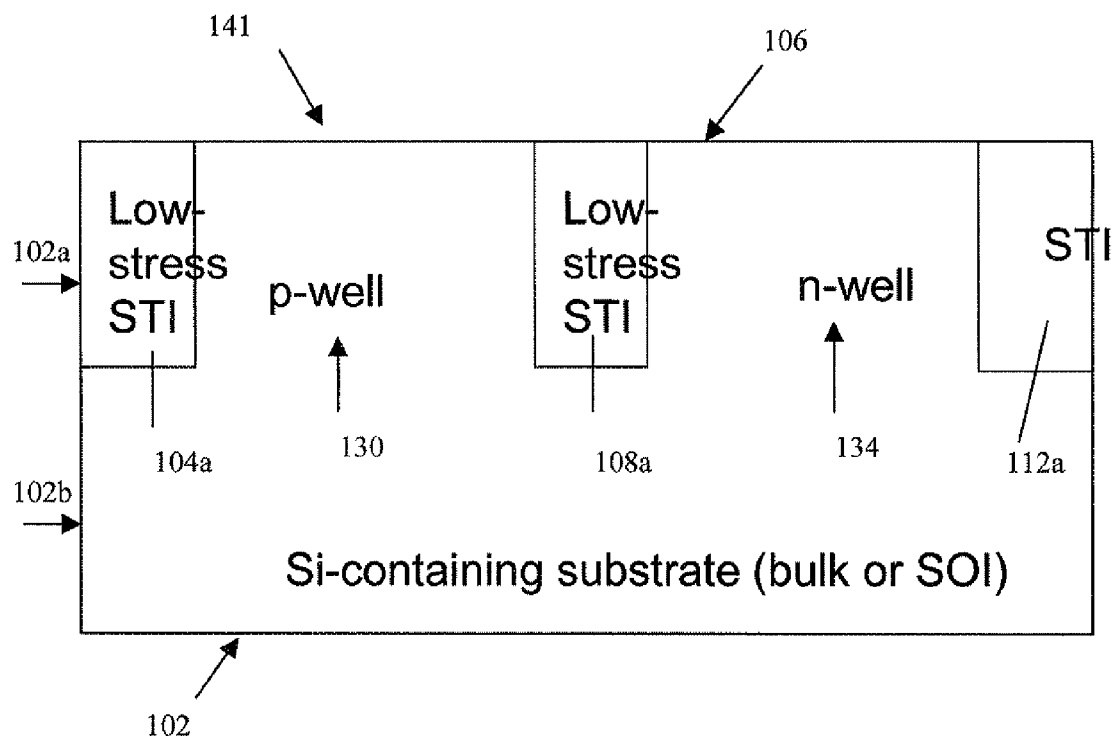 141
106
Low-
stress
STI
Low-
stress
STI
STI
102a
p-well
n-well
104a
130
108a
134
112a
102b
Si-containing substrate (bulk or SOI)
102